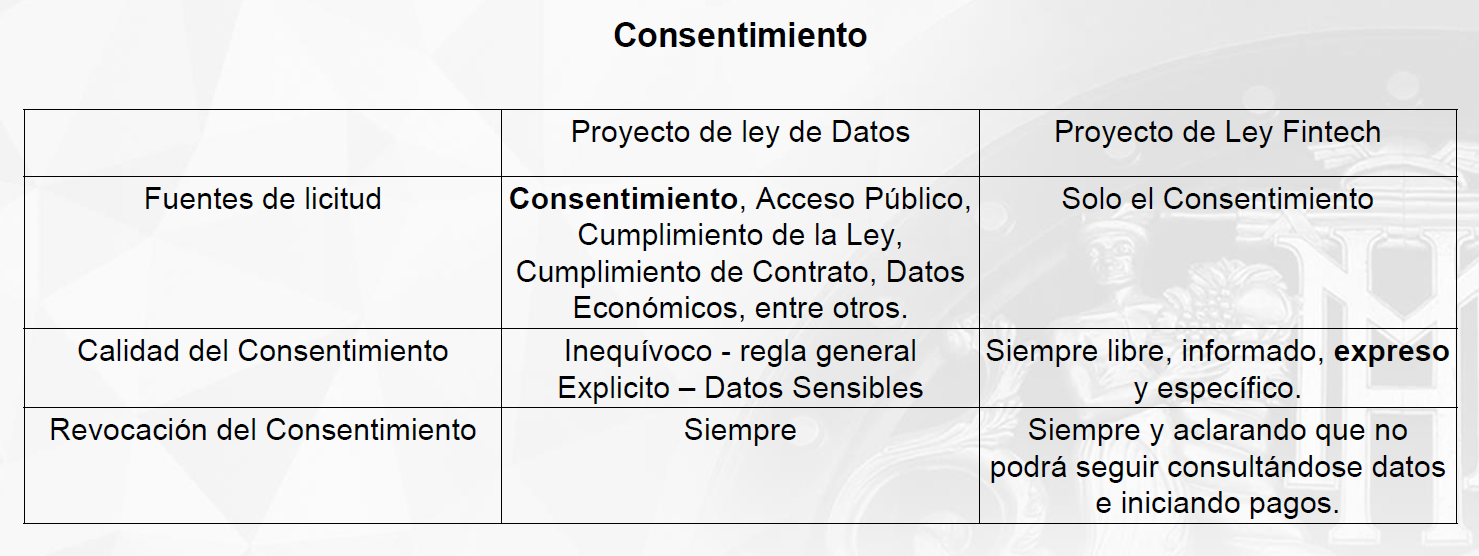 Consentimiento
Proyecto de ley de Datos
Proyecto de Ley Fintech
Fuentes de licitud
Consentimiento, Acceso Público,
Cumplimiento de la Ley,
Cumplimiento de Contrato, Datos
Económicos, entre otros.
Solo el Consentimiento
Calidad del Consentimiento
Inequívoco - regla general
Explicito – Datos Sensibles
Siempre libre, informado, expreso
y específico.
Revocación del Consentimiento
Siempre
Siempre y aclarando que no
podrá seguir consultándose datos
e iniciando pagos.